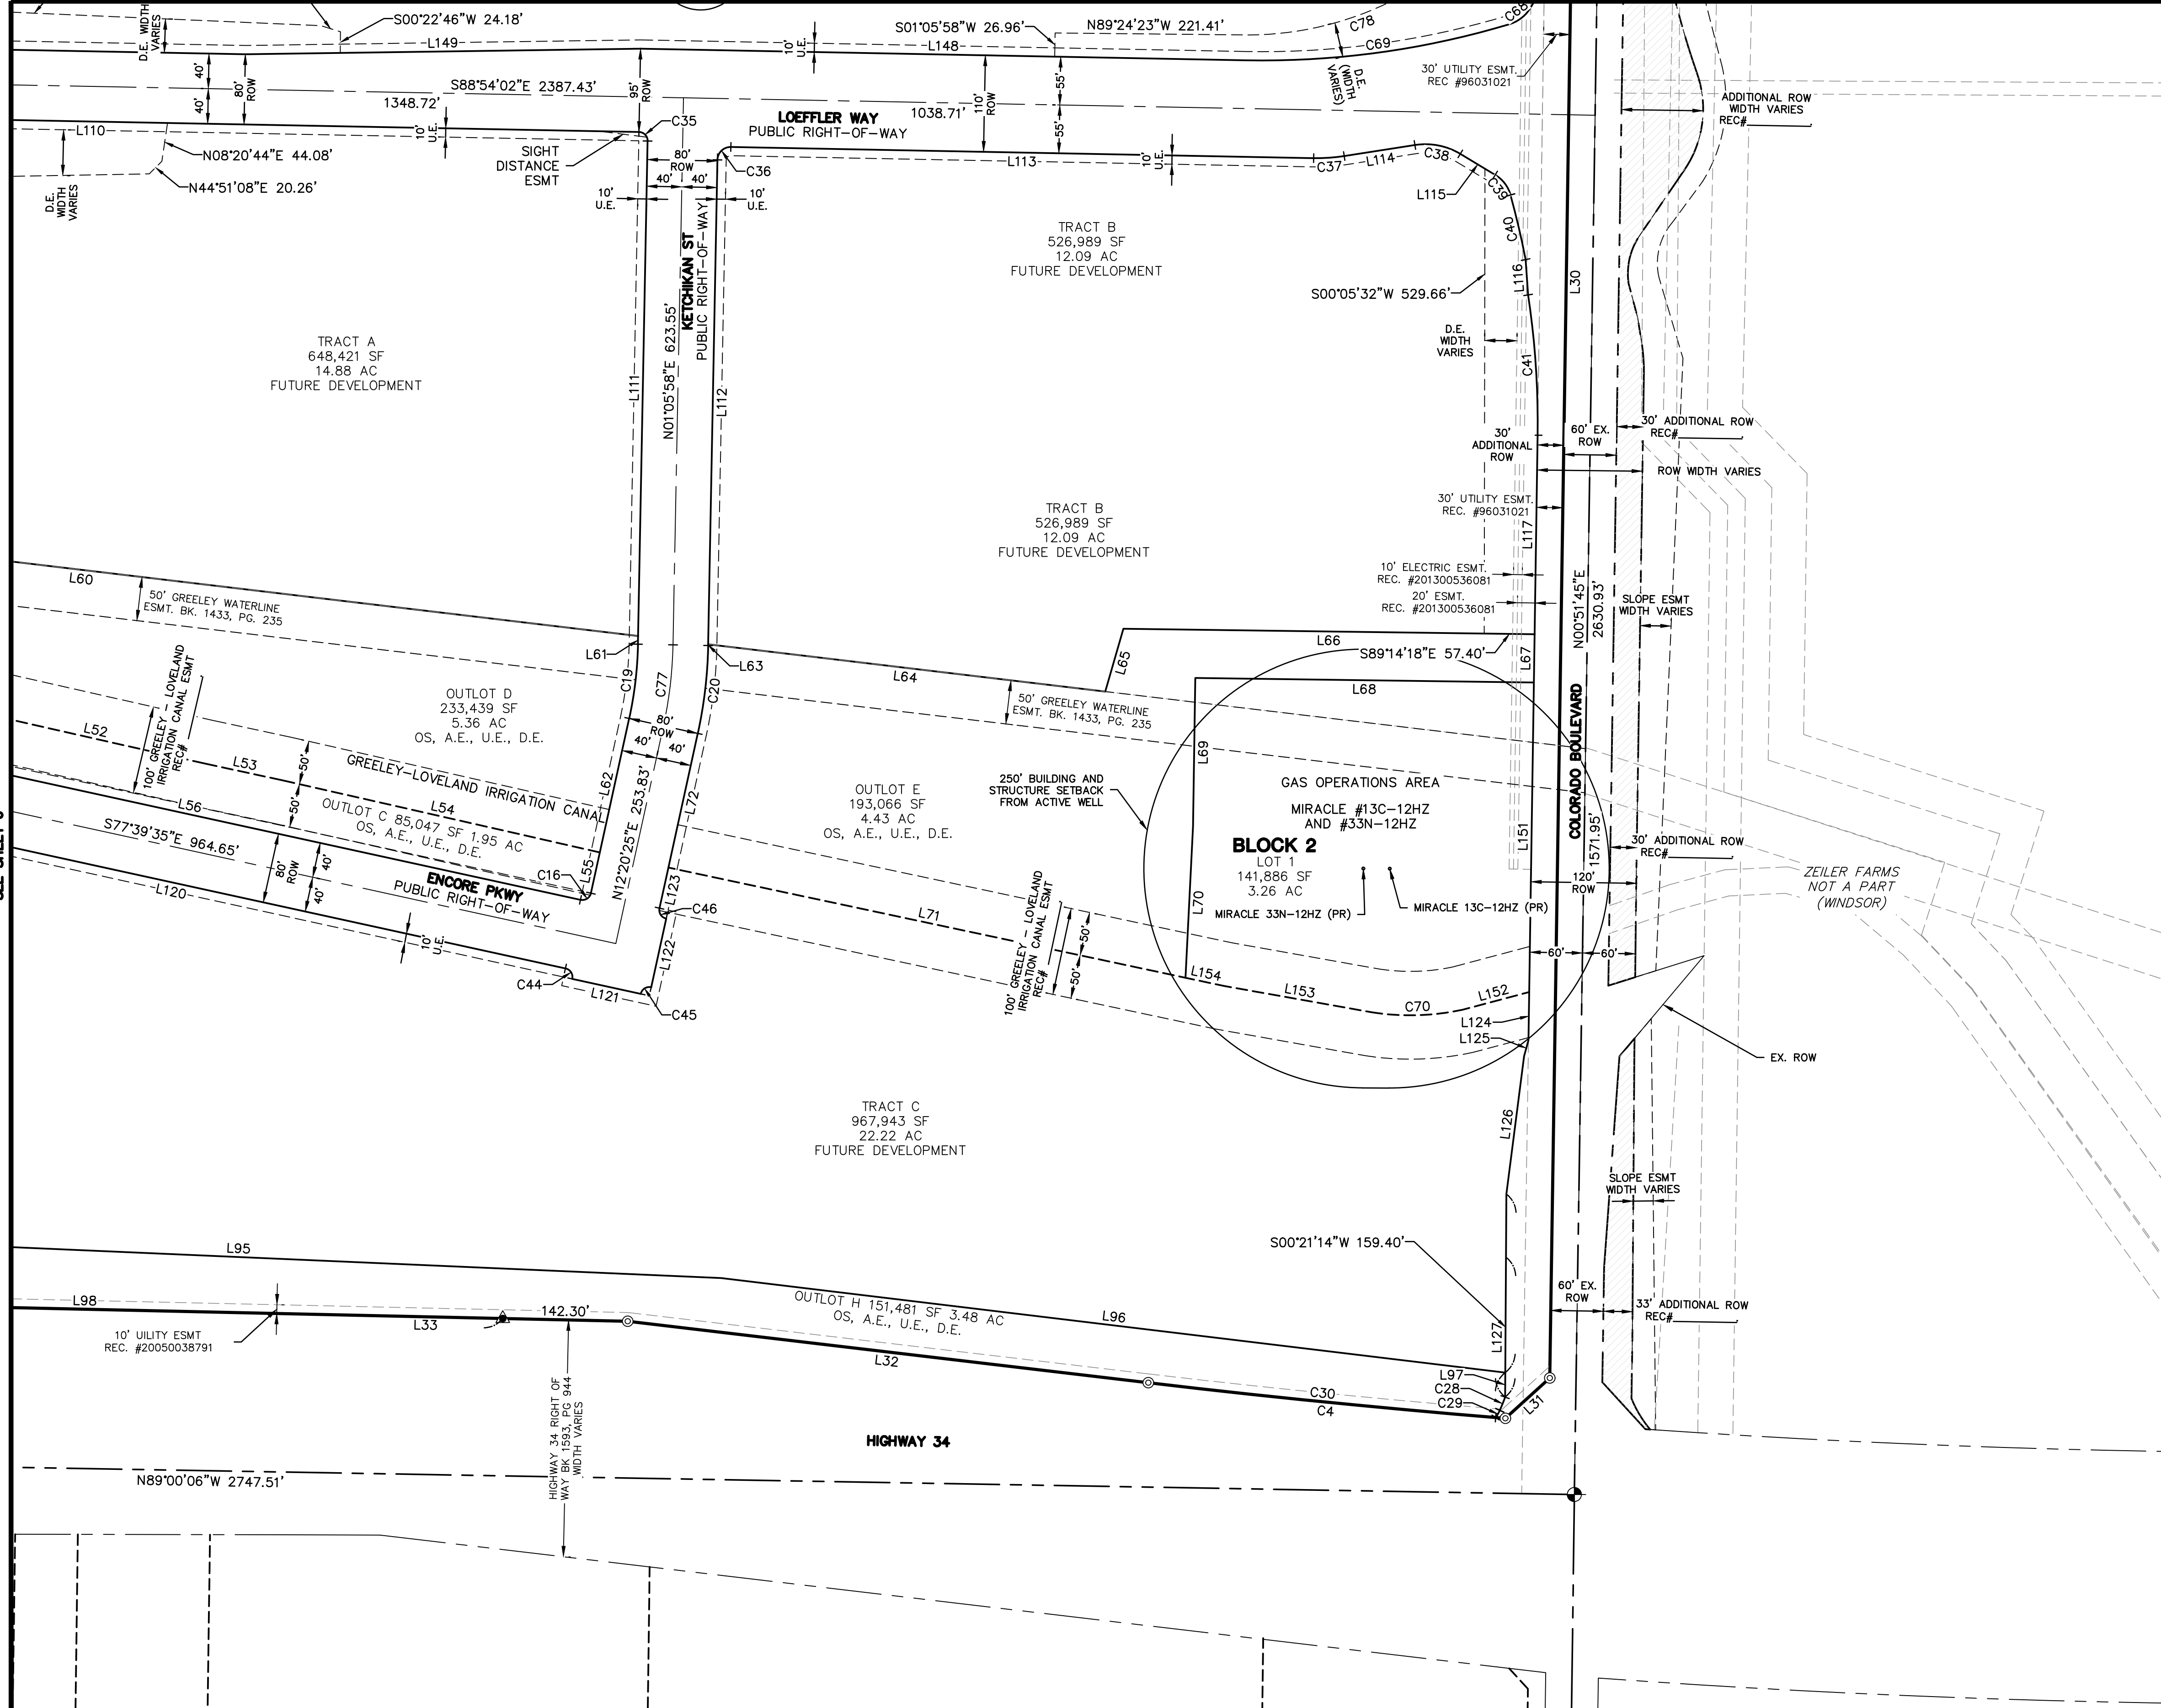 S00°22'46"W 24.18'
S01°05'58"W 26.96'
N89°24'23"W 221.41'
C78
C68
C69
D.E. WIDTH
VARIES
L149
L148
10'
U.E.
D.E.
(WIDTH
VARIES)
30' UTILITY ESMT.
REC #96031021
40'
40'
80'
ROW
S88°54'02"E 2387.43'
1348.72'
95'
ROW
1038.71'
110'
ROW
55'
55'
LOEFFLER WAY
PUBLIC RIGHT-OF-WAY
ADDITIONAL ROW
WIDTH VARIES
REC#
L110
10'
U.E.
C35
SIGHT
DISTANCE
ESMT
80'
ROW
40'
40'
C36
L113
10'
U.E.
C37
L114
C38
L115
C39
C40
N08°20'44"E 44.08'
N44°51'08"E 20.26'
D.E.
WIDTH
VARIES
10'
U.E.
10'
U.E.
KETCHIKAN ST
PUBLIC RIGHT-OF-WAY
N01°05'58"E 623.55'
L111
L112
TRACT B
526,989 SF
12.09 AC
FUTURE DEVELOPMENT
L116
L30
S00°05'32"W 529.66'
D.E.
WIDTH
VARIES
C41
TRACT A
648,421 SF
14.88 AC
FUTURE DEVELOPMENT
30'
ADDITIONAL
ROW
60' EX.
ROW
30' ADDITIONAL ROW
REC#
ROW WIDTH VARIES
30' UTILITY ESMT.
REC. #96031021
L117
TRACT B
526,989 SF
12.09 AC
FUTURE DEVELOPMENT
10' ELECTRIC ESMT.
REC. #201300536081
20' ESMT.
REC. #201300536081
N00°51'45"E
2630.93'
SLOPE ESMT
WIDTH VARIES
L60
50' GREELEY WATERLINE
ESMT. BK. 1433, PG. 235
L61
L63
L64
L65
L66
S89°14'18"E 57.40'
L67
L68
C19
C77
C20
50' GREELEY WATERLINE
ESMT. BK. 1433, PG. 235
L52
100' GREELEY - LOVELAND
IRRIGATION CANAL ESMT
REC#
OUTLOT D
233,439 SF
5.36 AC
OS, A.E., U.E., D.E.
80'
ROW
40'
40'
COLORADO BOULEVARD
L53
50'
50'
GREELEY-LOVELAND IRRIGATION CANAL
L54
L62
L72
N12°20'25"E 253.83'
L69
250' BUILDING AND
STRUCTURE SETBACK
FROM ACTIVE WELL
GAS OPERATIONS AREA
MIRACLE #13C-12HZ
AND #33N-12HZ
OUTLOT E
193,066 SF
4.43 AC
OS, A.E., U.E., D.E.
L56
OUTLOT C 85,047 SF 1.95 AC
OS, A.E., U.E., D.E.
S77°39'35"E 964.65'
BLOCK 2
LOT 1
141,886 SF
3.26 AC
L151
1571.95'
30' ADDITIONAL ROW
REC#
80'
ROW
40'
40'
C16
L55
L123
L70
120'
ROW
ZEILER FARMS
NOT A PART
(WINDSOR)
ENCORE PKWY
PUBLIC RIGHT-OF-WAY
L120
C46
L71
MIRACLE 33N-12HZ (PR)
MIRACLE 13C-12HZ (PR)
10'
U.E.
L122
100' GREELEY - LOVELAND
IRRIGATION CANAL ESMT
REC#
50'
50'
60'
60'
C44
L121
C45
L154
L153
C70
L152
L124
L125
EX. ROW
TRACT C
967,943 SF
22.22 AC
FUTURE DEVELOPMENT
L126
SLOPE ESMT
WIDTH VARIES
S00°21'14"W 159.40'
L95
L98
142.30'
L33
10' UILITY ESMT
REC. #20050038791
OUTLOT H 151,481 SF 3.48 AC
OS, A.E., U.E., D.E.
L96
L127
60' EX.
ROW
33' ADDITIONAL ROW
REC#
L32
HIGHWAY 34 RIGHT OF
WAY BK 1593, PG 944
WIDTH VARIES
L97
C28
C29
C30
C4
L31
HIGHWAY 34
N89°00'06"W 2747.51'